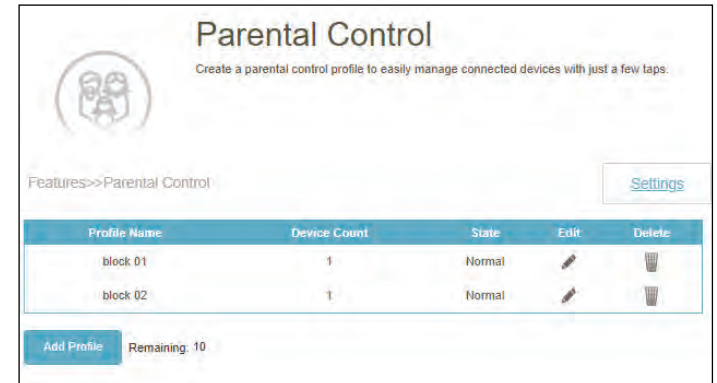 Parental Control
Create a parental control profile to easily manage connected devices with just a few taps.
Features>>Parental Control
Settings
Profile Name Device Count State Edit Delete
block 01 1 Normal
block 02 1 Normal
Add Profile Remaining: 10